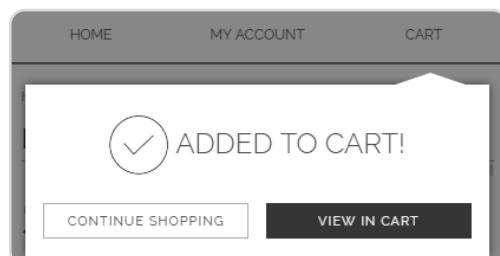 HOME MY ACCOUNT CART
ADDED TO CART!
CONTINUE SHOPPING VIEW IN CART